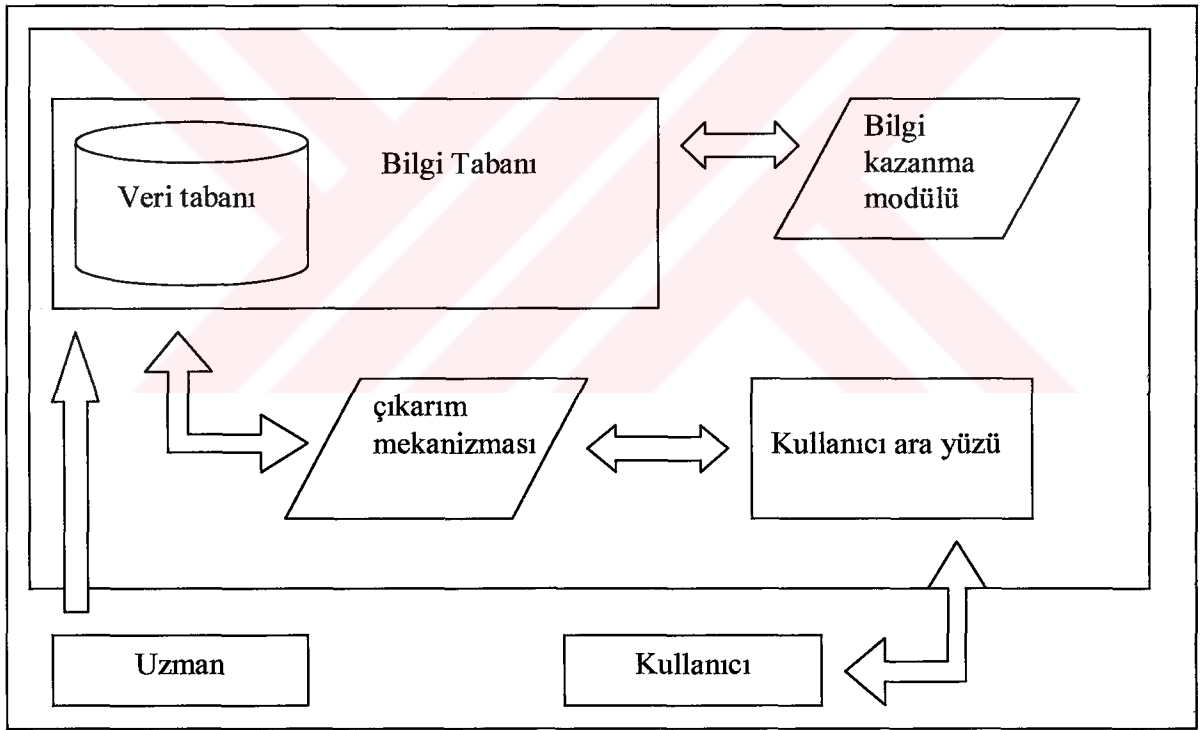 Veri tabanı
Bilgi Tabanı
Bilgi
kazanma
modülü
çıkarım
mekanizması
Kullanıcı ara yüzü
Uzman
Kullanıcı